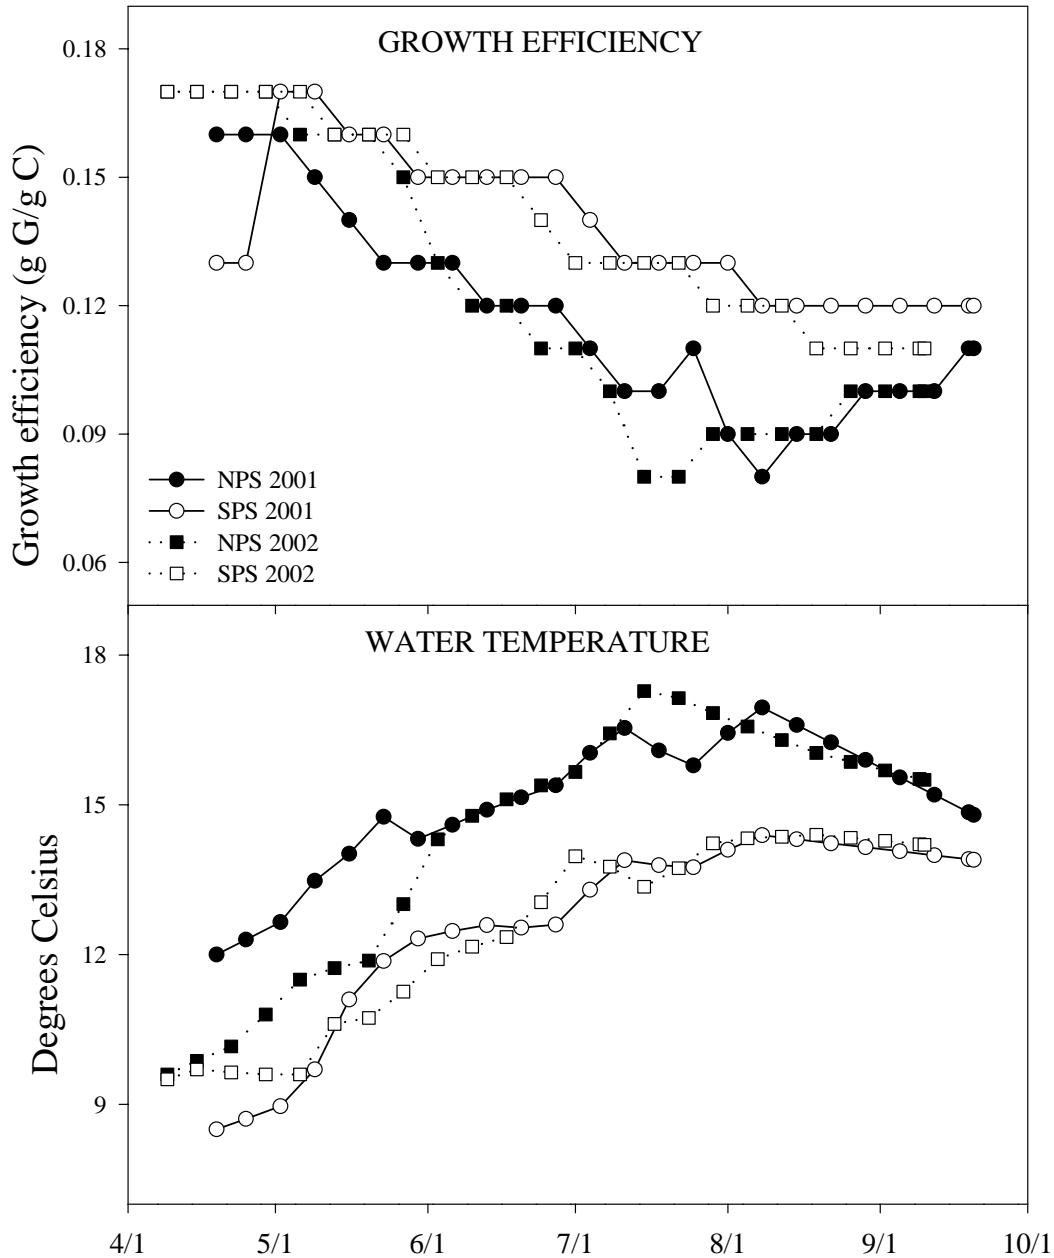 GROWTH EFFICIENCY
Growth efficiency (g G/g C)
0.18
0.15
0.12
0.09
0.06
NPS 2001
SPS 2001
NPS 2002
SPS 2002
WATER TEMPERATURE
Degrees Celsius
18
15
12
9
4/1 5/1 6/1 7/1 8/1 9/1 10/1